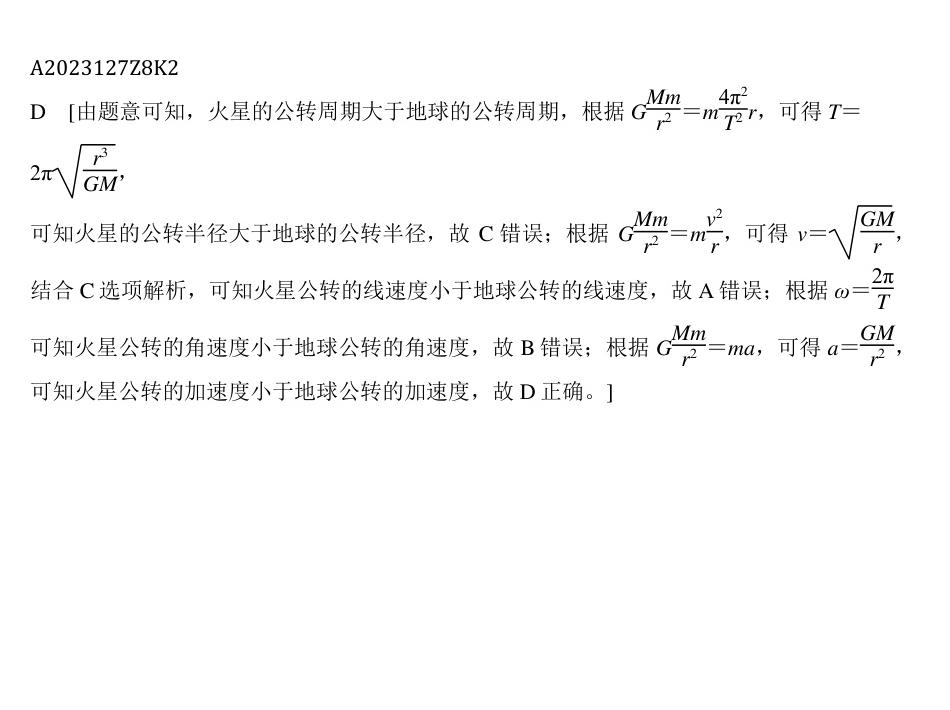 A2023127Z8K2
D [由题意可知，火星的公转周期大于地球的公转周期，根据 G\frac{Mm}{r^2}＝m\frac{4π^2}{T^2}r，可得 T＝
2π\sqrt{\frac{r^3}{GM}}，
可知火星的公转半径大于地球的公转半径，故 C 错误；根据 G\frac{Mm}{r^2}＝m\frac{v^2}{r}，可得 v＝\sqrt{\frac{GM}{r}}，
结合 C 选项解析，可知火星公转的线速度小于地球公转的线速度，故 A 错误；根据 ω＝\frac{2π}{T}
可知火星公转的角速度小于地球公转的角速度，故 B 错误；根据 G\frac{Mm}{r^2}＝ma，可得 a＝\frac{GM}{r^2}，
可知火星公转的加速度小于地球公转的加速度，故 D 正确。]